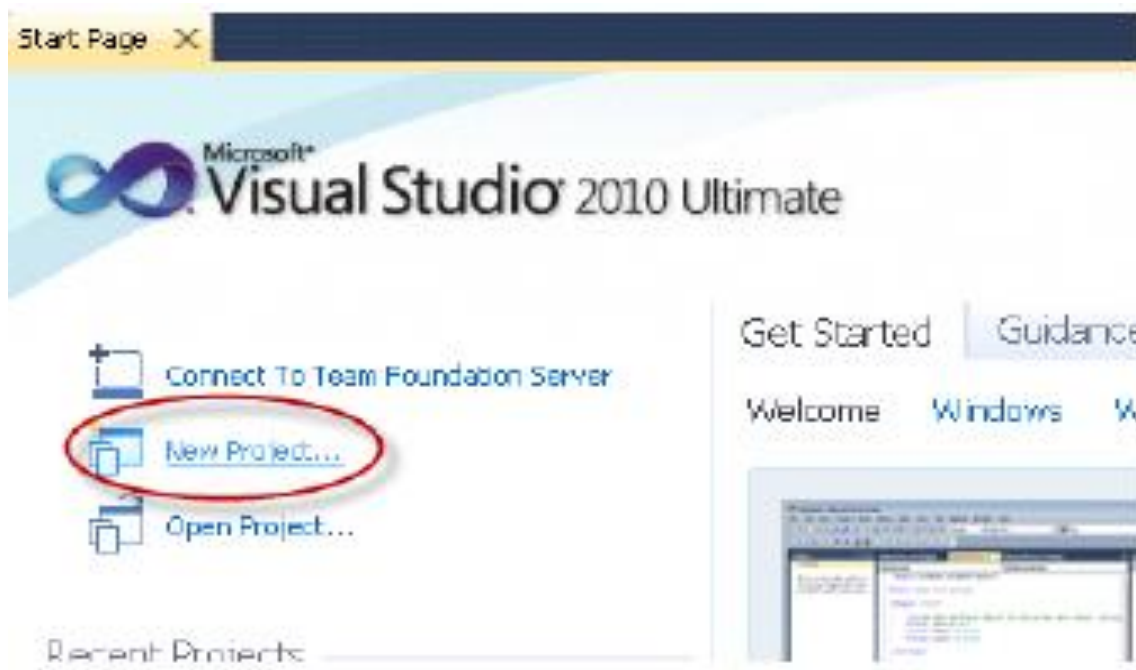 Start Page
Microsoft®
Visual Studio® 2010 Ultimate
Connect To Team Foundation Server
New Project...
Open Project...
Recent Projects
Get Started
Guidance
Welcome
Windows
W